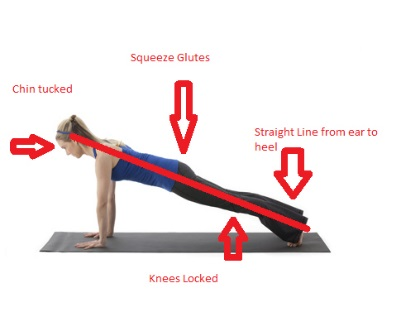 Squeeze Glutes
Chin tucked
Straight Line from ear to
heel
Knees Locked